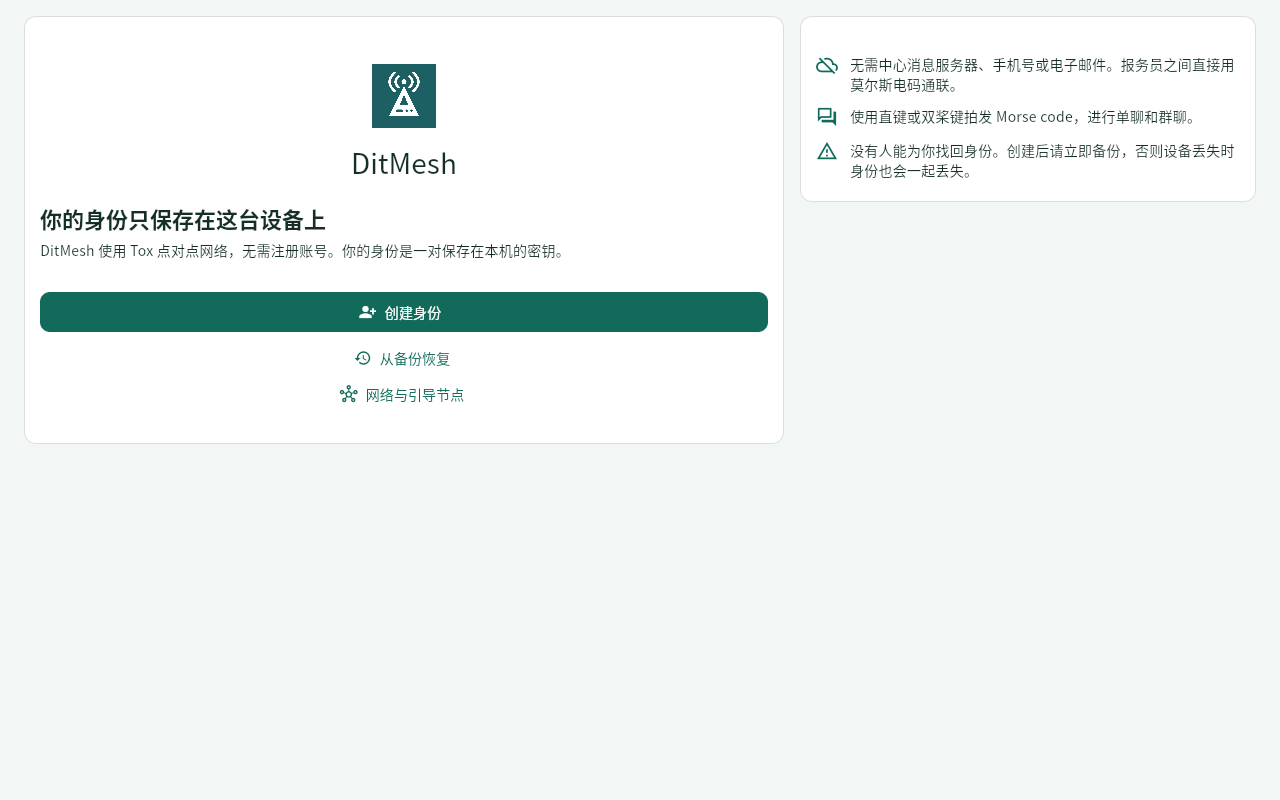 DitMesh
你的身份只保存在这台设备上
DitMesh 使用 Tox 点对点网络，无需注册账号。你的身份是一对保存在本机的密钥。
创建身份
从备份恢复
网络与引导节点
无需中心消息服务器、手机号或电子邮件。报务员之间直接用
莫尔斯电码通联。
使用直键或双桨键拍发 Morse code，进行单聊和群聊。
没有人能为你找回身份。创建后请立即备份，否则设备丢失时
身份也会一起丢失。